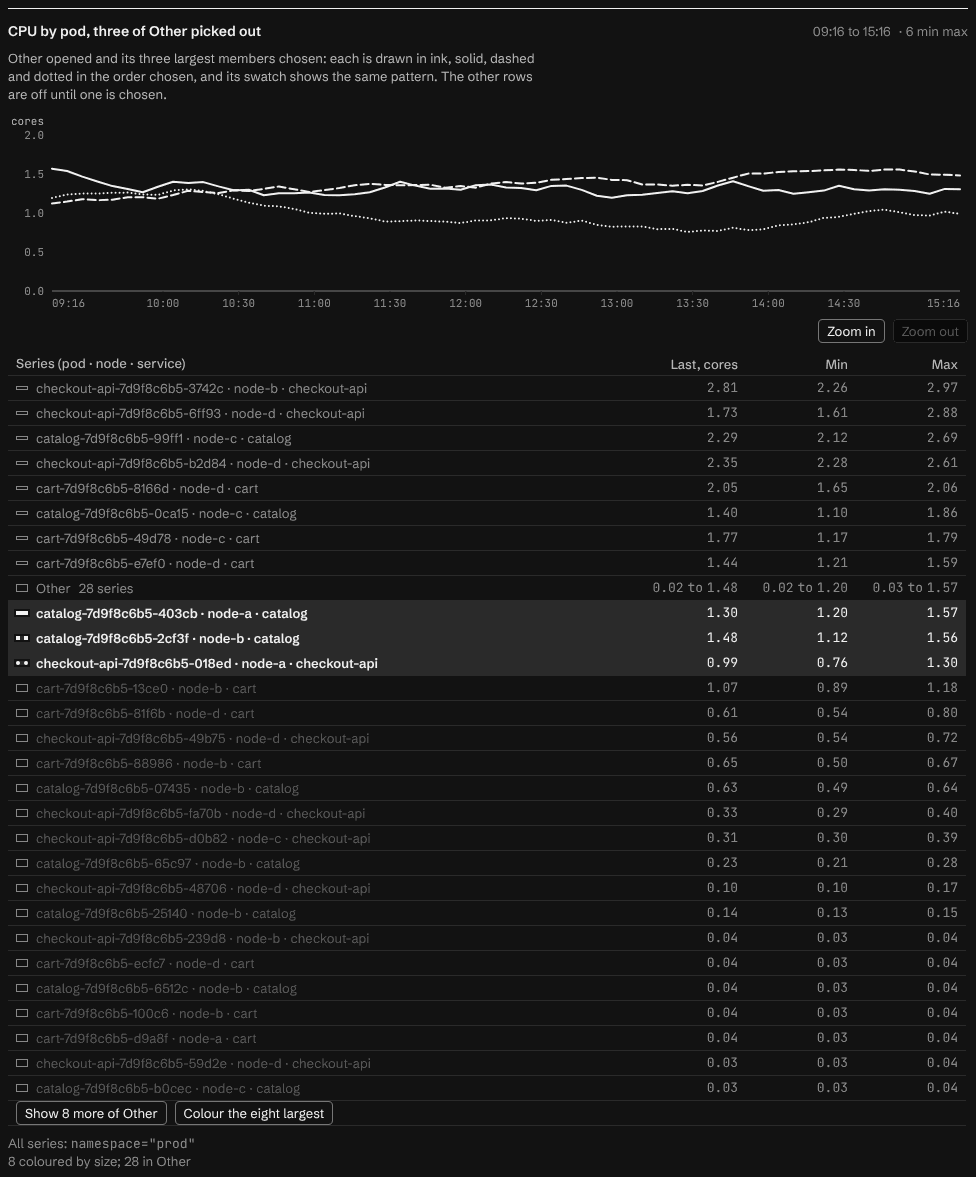 CPU by pod, three of Other picked out
09:16 to 15:16 · 6 min max
Other opened and its three largest members chosen: each is drawn in ink, solid, dashed
and dotted in the order chosen, and its swatch shows the same pattern. The other rows
are off until one is chosen.
cores
2.0
1.5
1.0
0.5
0.0
09:16 10:00 10:30 11:00 11:30 12:00 12:30 13:00 13:30 14:00 14:30 15:16
Zoom in Zoom out
Series (pod · node · service) Last, cores Min Max
checkout-api-7d9f8c6b5-3742c · node-b · checkout-api 2.81 2.26 2.97
checkout-api-7d9f8c6b5-6ff93 · node-d · checkout-api 1.73 1.61 2.88
catalog-7d9f8c6b5-99ff1 · node-c · catalog 2.29 2.12 2.69
checkout-api-7d9f8c6b5-b2d84 · node-d · checkout-api 2.35 2.28 2.61
cart-7d9f8c6b5-8166d · node-d · cart 2.05 1.65 2.06
catalog-7d9f8c6b5-0ca15 · node-c · catalog 1.40 1.10 1.86
cart-7d9f8c6b5-49d78 · node-c · cart 1.77 1.17 1.79
cart-7d9f8c6b5-e7ef0 · node-d · cart 1.44 1.21 1.59
Other 28 series 0.02 to 1.48 0.02 to 1.20 0.03 to 1.57
catalog-7d9f8c6b5-403cb · node-a · catalog 1.30 1.20 1.57
catalog-7d9f8c6b5-2cf3f · node-b · catalog 1.48 1.12 1.56
checkout-api-7d9f8c6b5-018ed · node-a · checkout-api 0.99 0.76 1.30
cart-7d9f8c6b5-13ce0 · node-b · cart 1.07 0.89 1.18
cart-7d9f8c6b5-81f6b · node-d · cart 0.61 0.54 0.80
checkout-api-7d9f8c6b5-49b75 · node-d · checkout-api 0.56 0.54 0.72
cart-7d9f8c6b5-88986 · node-b · cart 0.65 0.50 0.67
catalog-7d9f8c6b5-07435 · node-b · catalog 0.63 0.49 0.64
checkout-api-7d9f8c6b5-fa70b · node-d · checkout-api 0.33 0.29 0.40
checkout-api-7d9f8c6b5-d0b82 · node-c · checkout-api 0.31 0.30 0.39
catalog-7d9f8c6b5-65c97 · node-b · catalog 0.23 0.21 0.28
checkout-api-7d9f8c6b5-48706 · node-d · checkout-api 0.10 0.10 0.17
catalog-7d9f8c6b5-25140 · node-b · catalog 0.14 0.13 0.15
checkout-api-7d9f8c6b5-239d8 · node-b · checkout-api 0.04 0.03 0.04
cart-7d9f8c6b5-ecfc7 · node-d · cart 0.04 0.03 0.04
catalog-7d9f8c6b5-6512c · node-b · catalog 0.04 0.03 0.04
cart-7d9f8c6b5-100c6 · node-b · cart 0.04 0.03 0.04
cart-7d9f8c6b5-d9a8f · node-a · cart 0.04 0.03 0.04
checkout-api-7d9f8c6b5-59d2e · node-d · checkout-api 0.03 0.03 0.04
catalog-7d9f8c6b5-b0cec · node-c · catalog 0.03 0.03 0.04
Show 8 more of Other Colour the eight largest
All series: namespace="prod"
8 coloured by size; 28 in Other